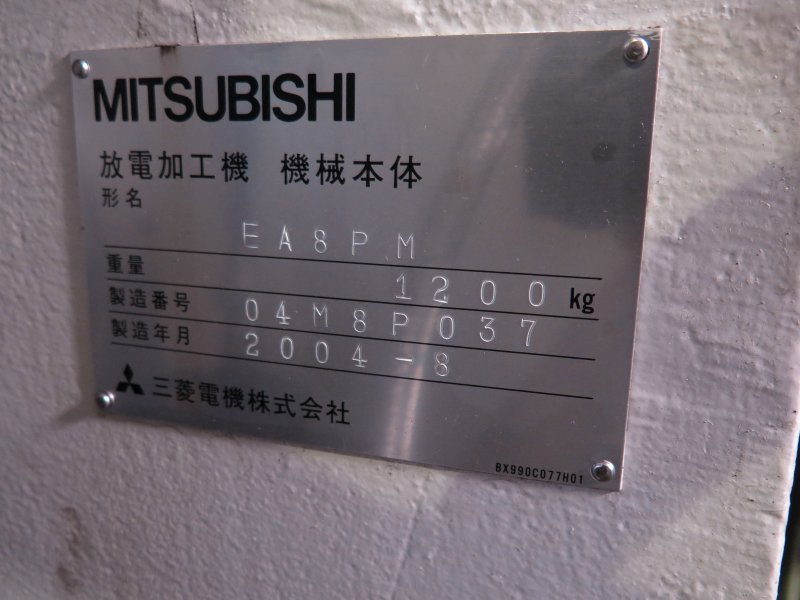 MITSUBISHI
放電加工機 機械本体
形名 EA8PM
重量 1200 kg
製造番号 04M8P037
製造年月 2004-8
三菱電機株式会社
BX990C077H01